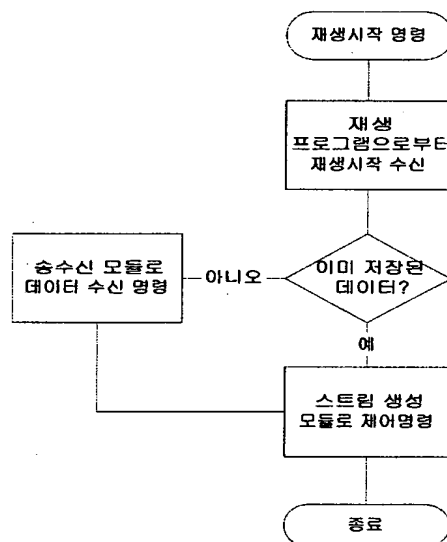 재생시작 명령
재생
프로그램으로부터
재생시작 수신
이미 저장된
데이터?
아니오
송수신 모듈로
데이터 수신 명령
예
스트림 생성
모듈로 제어명령
종료